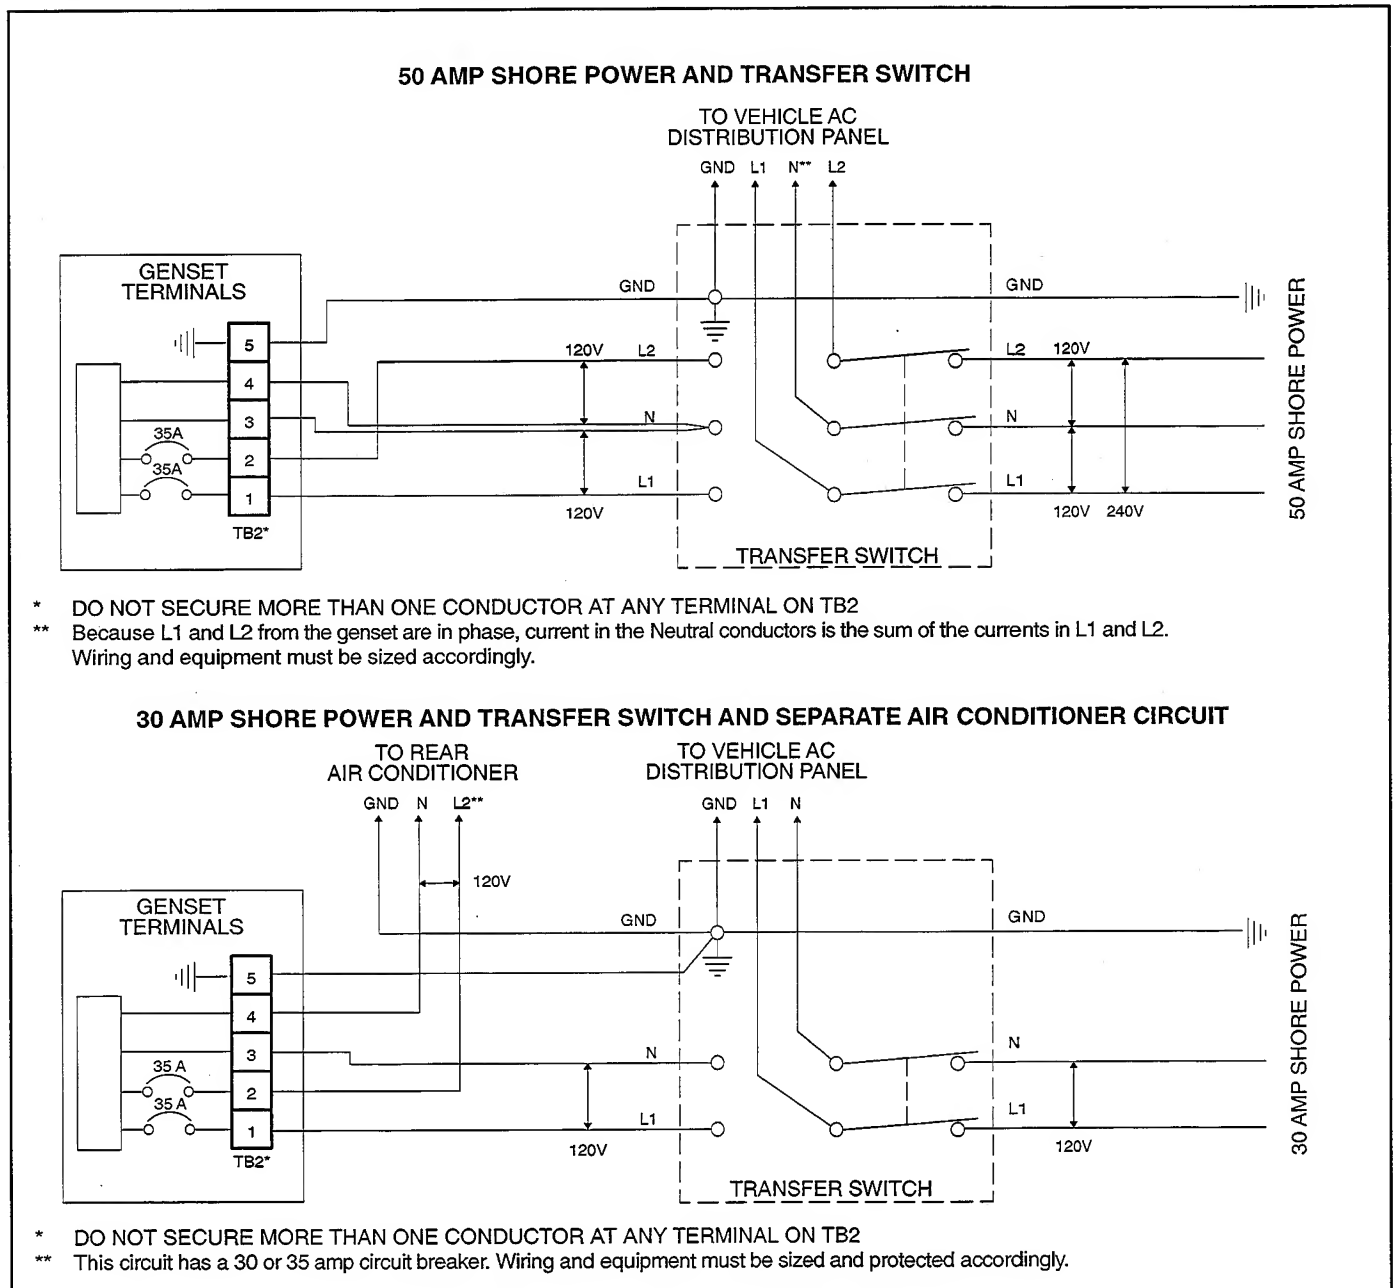 50 AMP SHORE POWER AND TRANSFER SWITCH
TO VEHICLE AC
DISTRIBUTION PANEL
GND L1 N** L2
GENSET
TERMINALS
GND
GND
5
4
3
35A
2
35A
1
TB2*
120V L2
N
L1
120V
L2 120V
N
L1
120V 240V
TRANSFER SWITCH
50 AMP SHORE POWER
* DO NOT SECURE MORE THAN ONE CONDUCTOR AT ANY TERMINAL ON TB2
** Because L1 and L2 from the genset are in phase, current in the Neutral conductors is the sum of the currents in L1 and L2.
Wiring and equipment must be sized accordingly.
30 AMP SHORE POWER AND TRANSFER SWITCH AND SEPARATE AIR CONDITIONER CIRCUIT
TO REAR
AIR CONDITIONER
TO VEHICLE AC
DISTRIBUTION PANEL
GND N L2**
GND L1 N
120V
GENSET
TERMINALS
GND
GND
5
4
3
35 A
2
35 A
1
TB2*
N
L1
120V
N
L1
120V
TRANSFER SWITCH
30 AMP SHORE POWER
* DO NOT SECURE MORE THAN ONE CONDUCTOR AT ANY TERMINAL ON TB2
** This circuit has a 30 or 35 amp circuit breaker. Wiring and equipment must be sized and protected accordingly.